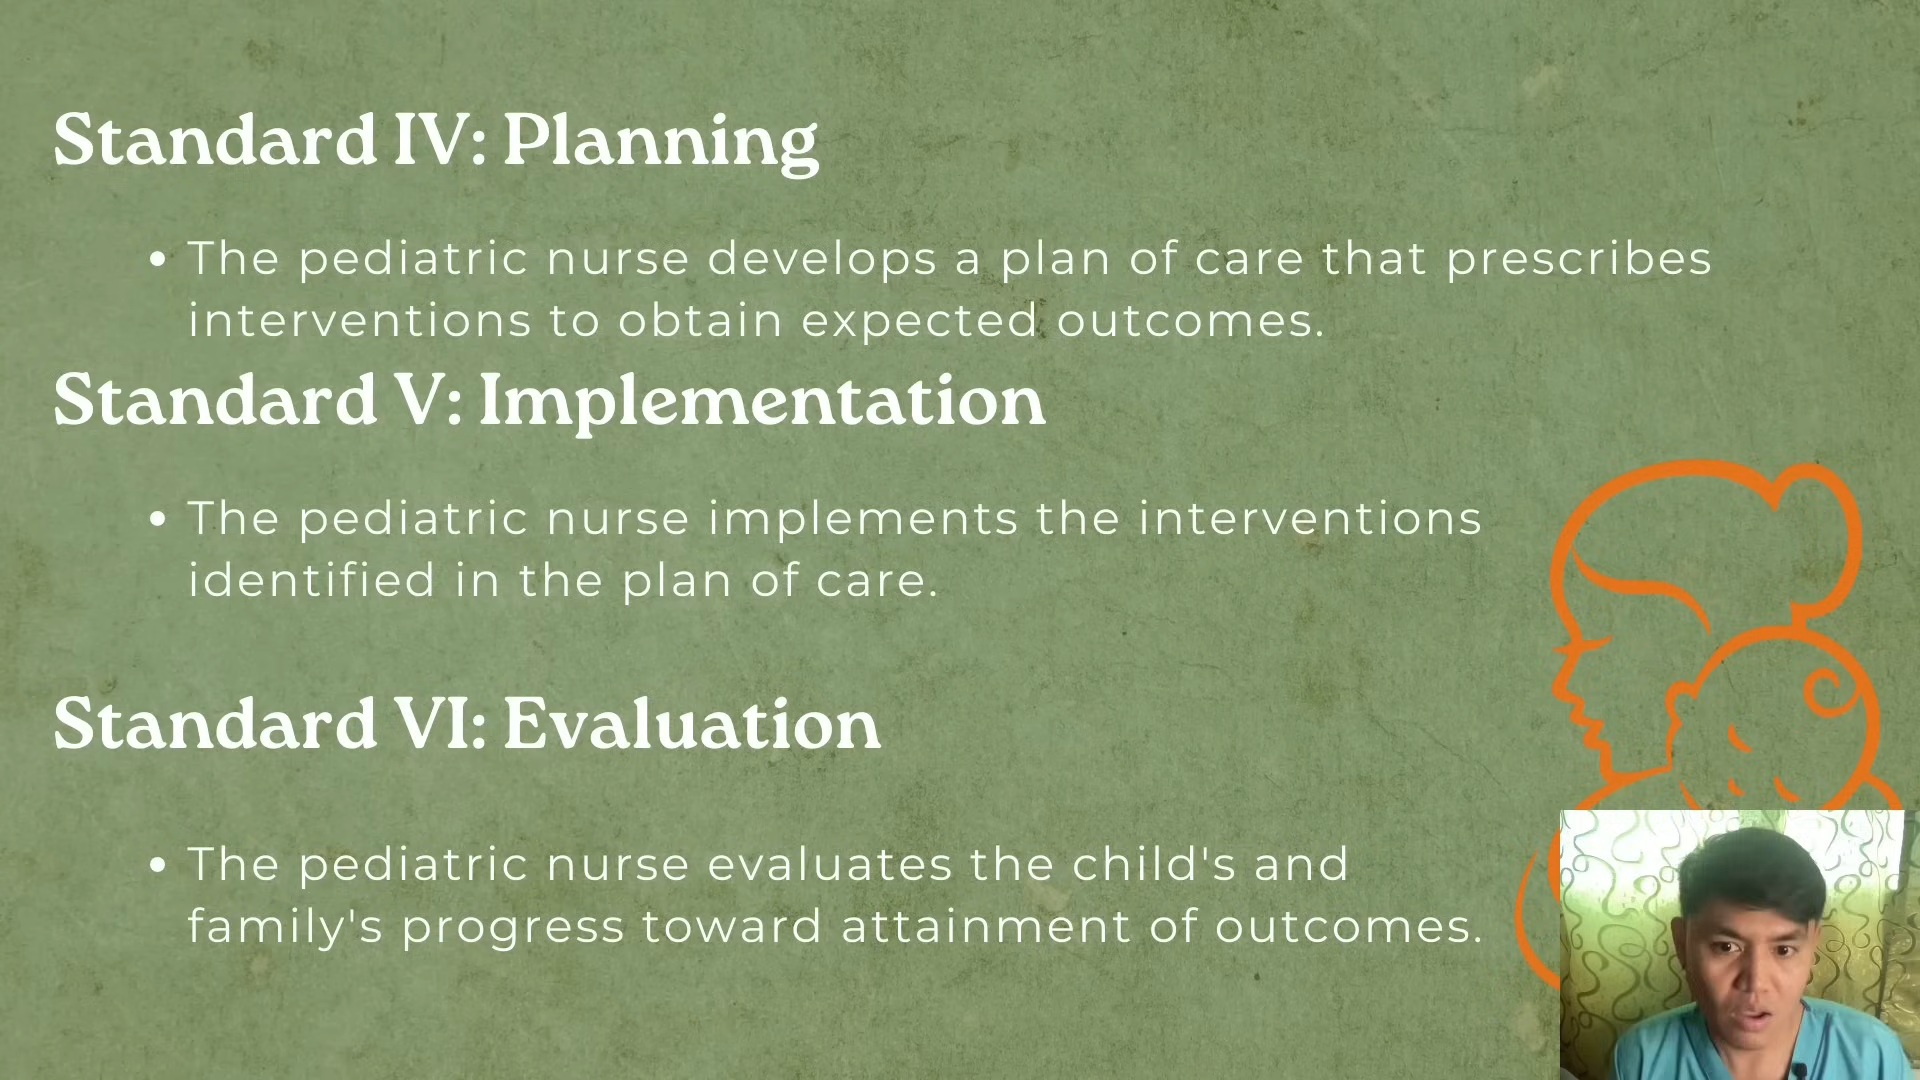 Standard IV: Planning
• The pediatric nurse develops a plan of care that prescribes
interventions to obtain expected outcomes.
Standard V: Implementation
• The pediatric nurse implements the interventions
identified in the plan of care.
Standard VI: Evaluation
• The pediatric nurse evaluates the child's and
family's progress toward attainment of outcomes.